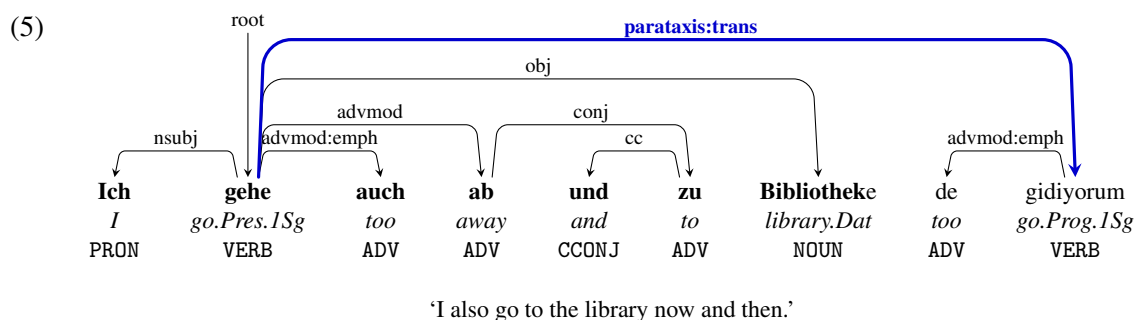 (5)
root
parataxis:trans
obj
advmod
conj
nsubj
advmod:emph
cc
advmod:emph
Ich gehe auch ab und zu Bibliotheke de gidiyorum
I go.Pres.1Sg too away and to library.Dat too go.Prog.1Sg
PRON VERB ADV ADV CCONJ ADV NOUN ADV VERB
‘I also go to the library now and then.’